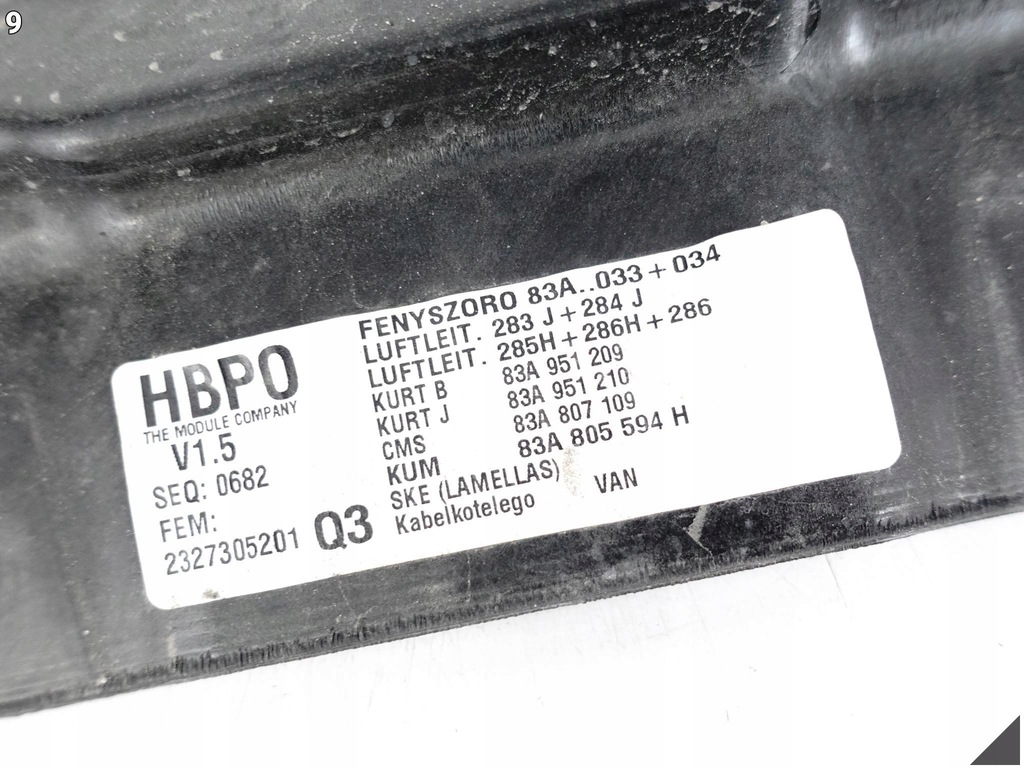 9
HBPO
THE MODULE COMPANY
V1.5
SEQ: 0682
FEM:
2327305201 Q3
FENYSZORO 83A..033 + 034
LUFTLEIT. 283 J + 284 J
LUFTLEIT. 285H + 286H + 286
KURT B 83A 951 209
KURT J 83A 951 210
CMS 83A 807 109
KUM 83A 805 594 H
SKE (LAMELLAS)
Kabelkotelego VAN